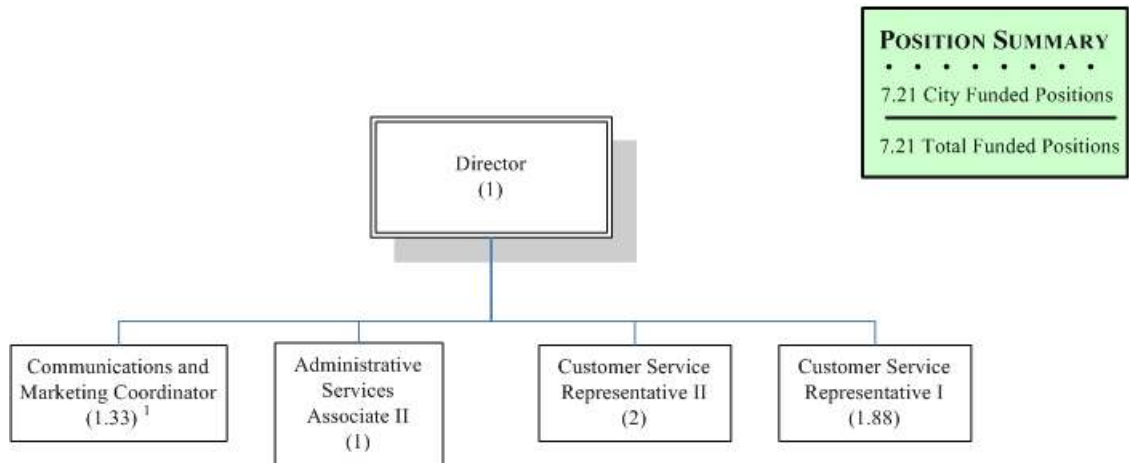 POSITION SUMMARY
7.21 City Funded Positions
7.21 Total Funded Positions
Director
(1)
Communications and
Marketing Coordinator
(1.33) 1
Administrative
Services
Associate II
(1)
Customer Service
Representative II
(2)
Customer Service
Representative I
(1.88)